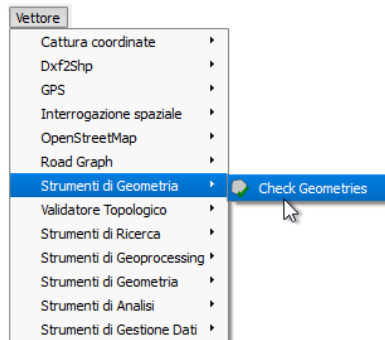 Vettore
Cattura coordinate
Dxf2Shp
GPS
Interrogazione spaziale
OpenStreetMap
Road Graph
Strumenti di Geometria
Check Geometries
Validatore Topologico
Strumenti di Ricerca
Strumenti di Geoprocessing
Strumenti di Geometria
Strumenti di Analisi
Strumenti di Gestione Dati